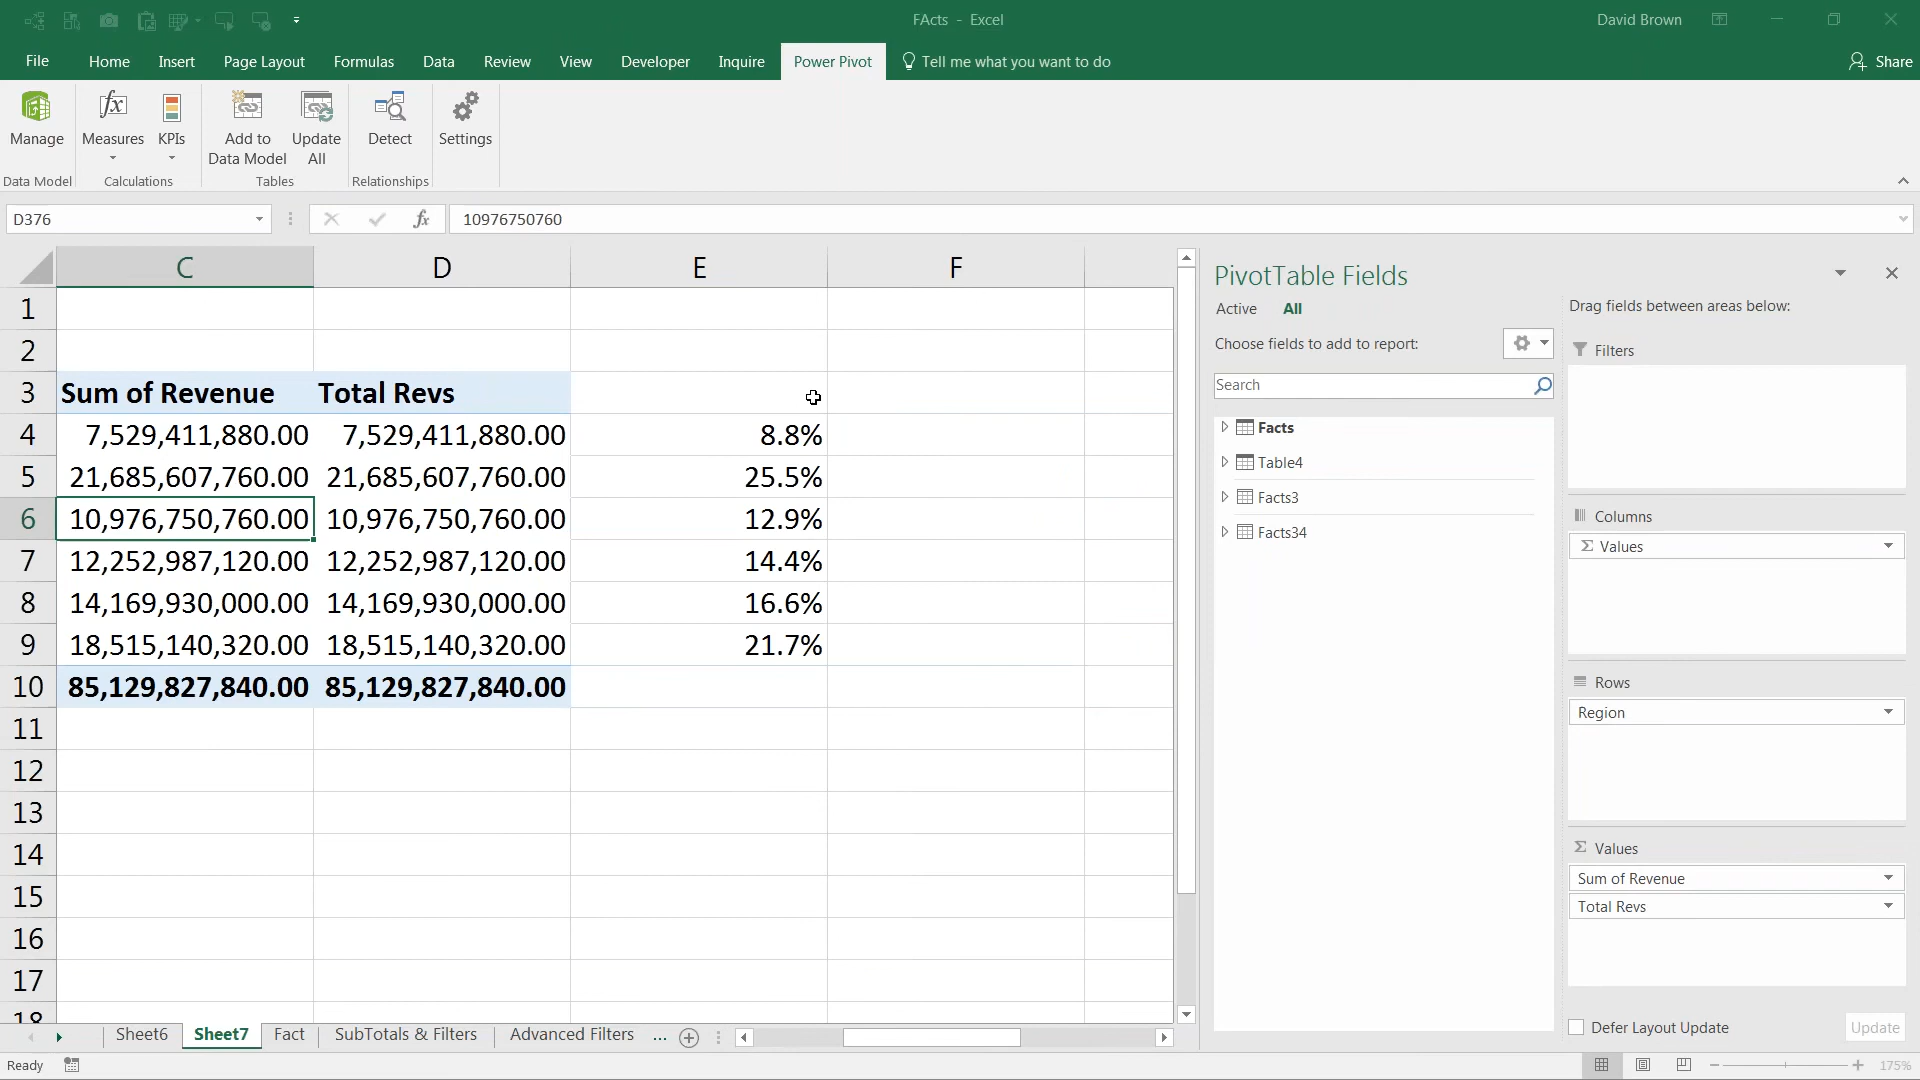 FActs - Excel
David Brown
File
Home
Insert
Page Layout
Formulas
Data
Review
View
Developer
Inquire
Power Pivot
Tell me what you want to do
Share
Manage
Measures
KPIs
Add to
Data Model
Update
All
Detect
Settings
Data Model
Calculations
Tables
Relationships
D376
fx
10976750760
C D E F
1
2
3 Sum of Revenue Total Revs
4 7,529,411,880.00 7,529,411,880.00 8.8%
5 21,685,607,760.00 21,685,607,760.00 25.5%
6 10,976,750,760.00 10,976,750,760.00 12.9%
7 12,252,987,120.00 12,252,987,120.00 14.4%
8 14,169,930,000.00 14,169,930,000.00 16.6%
9 18,515,140,320.00 18,515,140,320.00 21.7%
10 85,129,827,840.00 85,129,827,840.00
11
12
13
14
15
16
17
18
PivotTable Fields
Active All
Choose fields to add to report:
Search
Facts
Table4
Facts3
Facts34
Drag fields between areas below:
Filters
Columns
Σ Values
Rows
Region
Σ Values
Sum of Revenue
Total Revs
Defer Layout Update
Update
Sheet6
Sheet7
Fact
SubTotals & Filters
Advanced Filters
...
Ready
175%